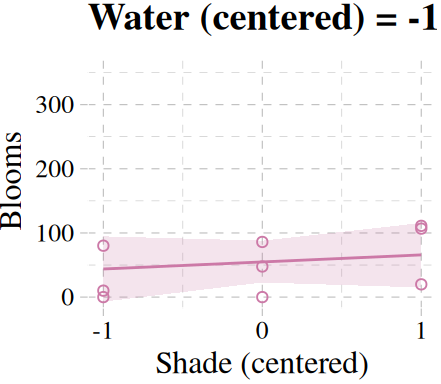 Water (centered) = -1
Blooms
300
200
100
0
-1 0 1
Shade (centered)